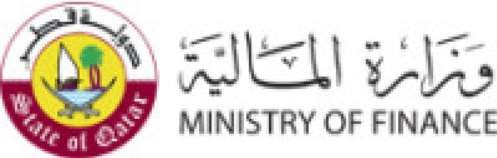 دولة قطر
State of Qatar
وزارة المالية
MINISTRY OF FINANCE